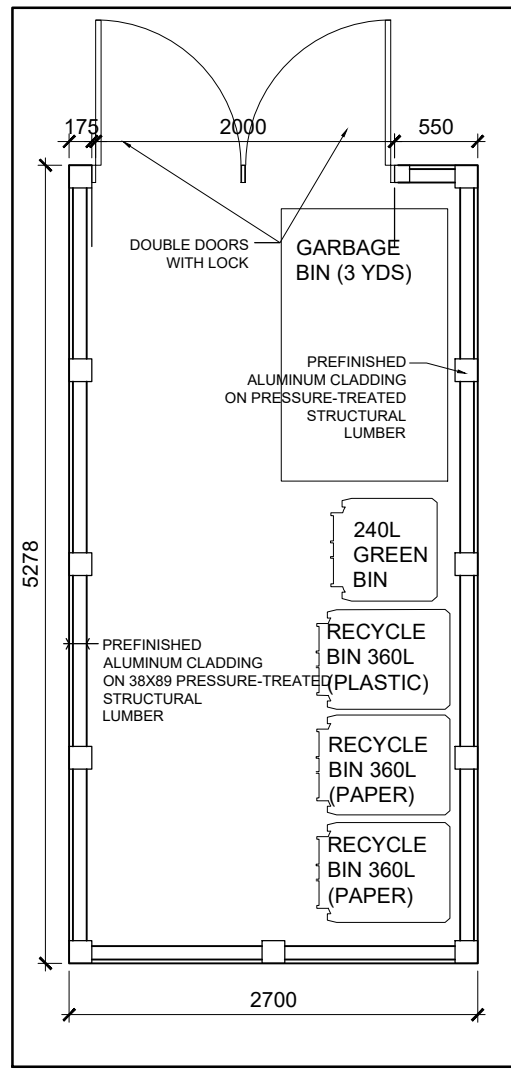 175
2000
550
DOUBLE DOORS
WITH LOCK
GARBAGE
BIN (3 YDS)
PREFINISHED
ALUMINUM CLADDING
ON PRESSURE-TREATED
STRUCTURAL
LUMBER
5278
240L
GREEN
BIN
PREFINISHED
ALUMINUM CLADDING
ON 38X89 PRESSURE-TREATED
STRUCTURAL
LUMBER
RECYCLE
BIN 360L
(PLASTIC)
RECYCLE
BIN 360L
(PAPER)
RECYCLE
BIN 360L
(PAPER)
2700